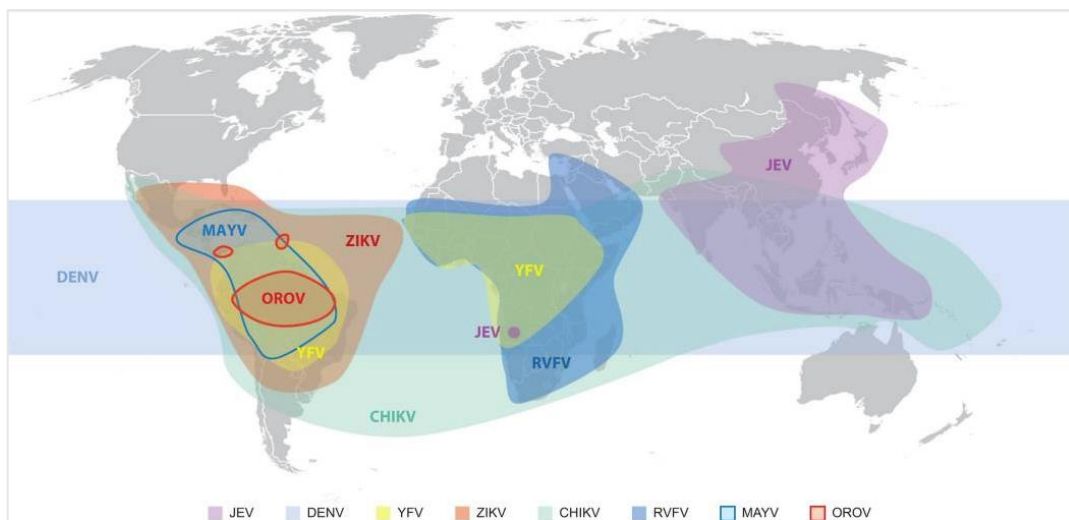 JEV
MAYV
ZIKV
DENV
YFV
OROV
JEV
YFV
RVFV
CHIKV
JEV DENV YFV ZIKV CHIKV RVFV MAYV OROV